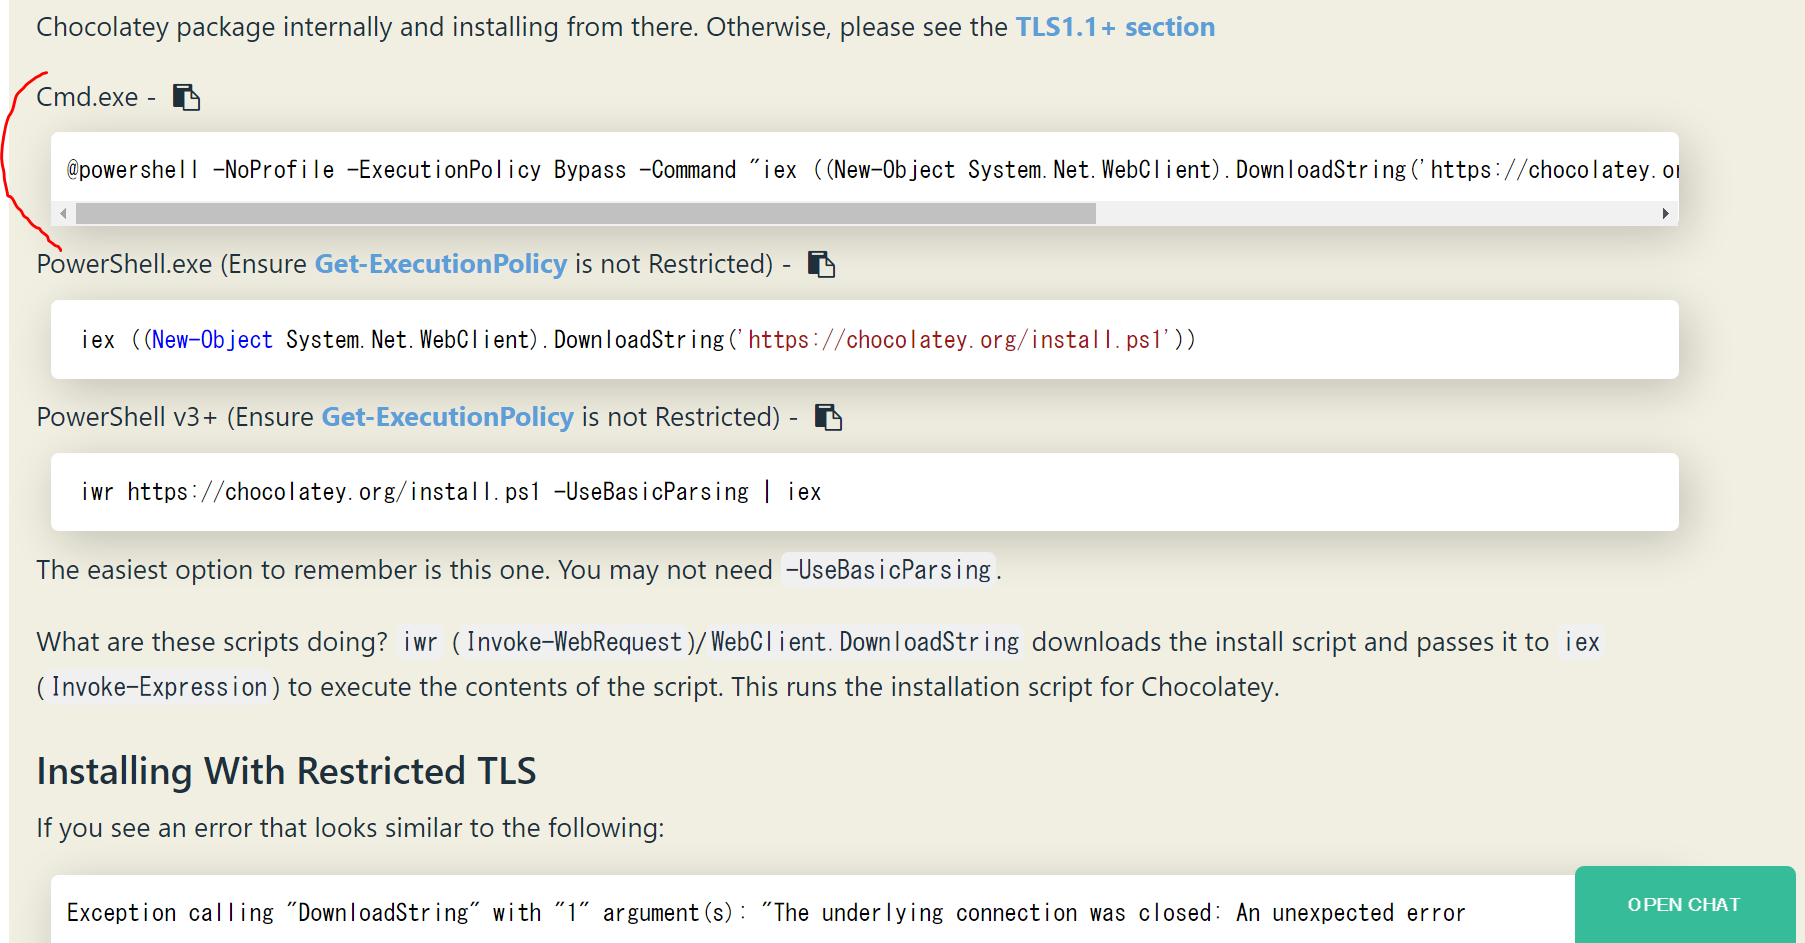 Chocolatey package internally and installing from there. Otherwise, please see the TLS1.1+ section
Cmd.exe -
@powershell -NoProfile -ExecutionPolicy Bypass -Command "iex ((New-Object System.Net.WebClient).DownloadString('https://chocolatey.or
PowerShell.exe (Ensure Get-ExecutionPolicy is not Restricted) -
iex ((New-Object System.Net.WebClient).DownloadString('https://chocolatey.org/install.ps1'))
PowerShell v3+ (Ensure Get-ExecutionPolicy is not Restricted) -
iwr https://chocolatey.org/install.ps1 -UseBasicParsing | iex
The easiest option to remember is this one. You may not need -UseBasicParsing.
What are these scripts doing? iwr (Invoke-WebRequest)/WebClient.DownloadString downloads the install script and passes it to iex
(Invoke-Expression) to execute the contents of the script. This runs the installation script for Chocolatey.
Installing With Restricted TLS
If you see an error that looks similar to the following:
Exception calling "DownloadString" with "1" argument(s): "The underlying connection was closed: An unexpected error
OPEN CHAT